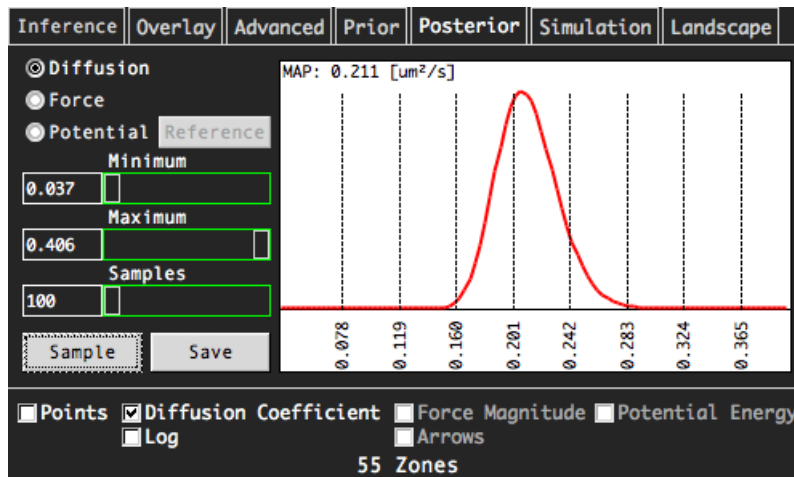 Inference Overlay Advanced Prior Posterior Simulation Landscape
Diffusion
Force
Potential Reference
Minimum
0.037
Maximum
0.406
Samples
100
Sample Save
MAP: 0.211 [um²/s]
0.078 0.119 0.160 0.201 0.242 0.283 0.324 0.365
Points Diffusion Coefficient Force Magnitude Potential Energy
Log Arrows
55 Zones